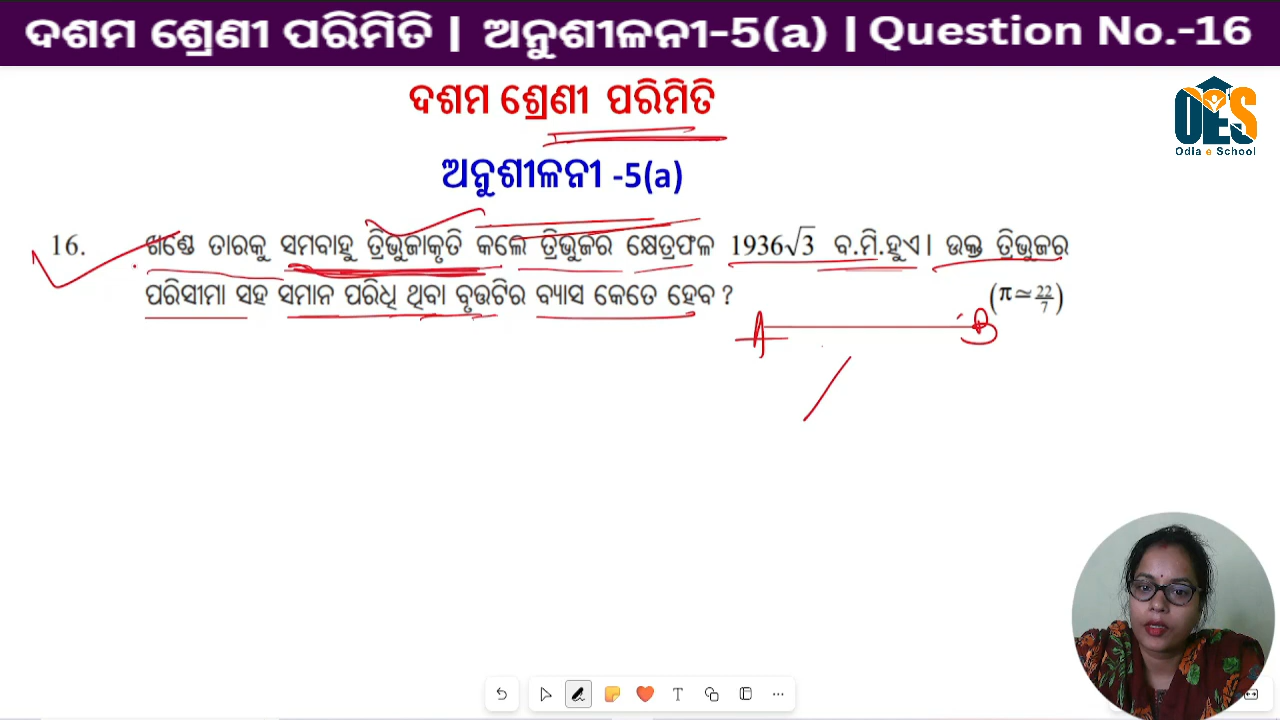 ଦଶମ ଶ୍ରେଣୀ ପରିମିତି | ଅନୁଶୀଳନୀ-5(a) | Question No.-16
ଦଶମ ଶ୍ରେଣୀ ପରିମିତି
OES
Odia e School
ଅନୁଶୀଳନୀ -5(a)
16. ଖଣ୍ଡେ ତାରକୁ ସମବାହୁ ତ୍ରିଭୁଜାକୃତି କଲେ ତ୍ରିଭୁଜର କ୍ଷେତ୍ରଫଳ 1936√3 ବ.ମି.ହୁଏ। ଉକ୍ତ ତ୍ରିଭୁଜର
ପରିସୀମା ସହ ସମାନ ପରିଧି ଥିବା ବୃତ୍ତଟିର ବ୍ୟାସ କେତେ ହେବ ? (π≃22/7)
A B
T